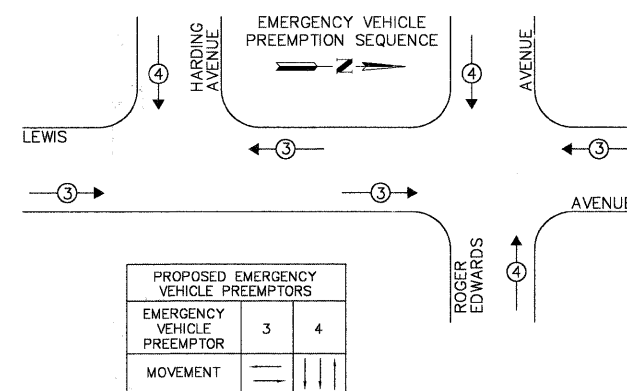 EMERGENCY VEHICLE
PREEMPTION SEQUENCE
N
HARDING
AVENUE
AVENUE
4
4
LEWIS
3
3
3
3
AVENUE
ROGER
EDWARDS
4
PROPOSED EMERGENCY
VEHICLE PREEMPTORS
EMERGENCY
VEHICLE
PREEMPTOR
3
4
MOVEMENT